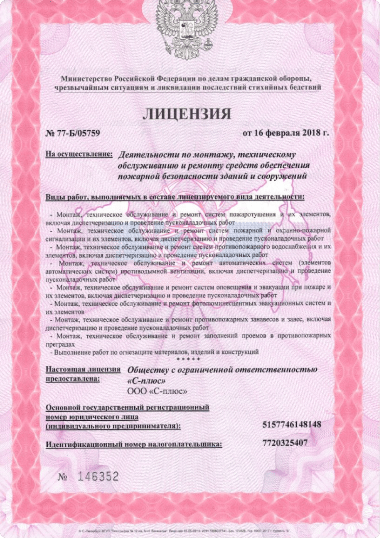 Министерство Российской Федерации по делам гражданской обороны,
чрезвычайным ситуациям и ликвидации последствий стихийных бедствий
ЛИЦЕНЗИЯ
№ 77-Б/05759 от 16 февраля 2018 г.
На осуществление: Деятельности по монтажу, техническому
обслуживанию и ремонту средств обеспечения
пожарной безопасности зданий и сооружений
Виды работ, выполняемых в составе лицензируемого вида деятельности:
- Монтаж, техническое обслуживание и ремонт систем пожаротушения и их элементов,
включая диспетчеризацию и проведение пусконаладочных работ
- Монтаж, техническое обслуживание и ремонт систем пожарной и охранно-пожарной
сигнализации и их элементов, включая диспетчеризацию и проведение пусконаладочных работ
- Монтаж, техническое обслуживание и ремонт систем противопожарного водоснабжения и их
элементов, включая диспетчеризацию и проведение пусконаладочных работ
- Монтаж, техническое обслуживание и ремонт автоматических систем (элементов
автоматических систем) противодымной вентиляции, включая диспетчеризацию и проведение
пусконаладочных работ
- Монтаж, техническое обслуживание и ремонт систем оповещения и эвакуации при пожаре и
их элементов, включая диспетчеризацию и проведение пусконаладочных работ
- Монтаж, техническое обслуживание и ремонт фотолюминесцентных эвакуационных систем и
их элементов
- Монтаж, техническое обслуживание и ремонт противопожарных занавесов и завес, включая
диспетчеризацию и проведение пусконаладочных работ
- Монтаж, техническое обслуживание и ремонт заполнений проемов в противопожарных
преградах
- Выполнение работ по огнезащите материалов, изделий и конструкций
*****
Настоящая лицензия Обществу с ограниченной ответственностью
предоставлена: «С-плюс»
ООО «С-плюс»
Основной государственный регистрационный
номер юридического лица
(индивидуального предпринимателя): 5157746148148
Идентификационный номер налогоплательщика: 7720325407
№ 146352